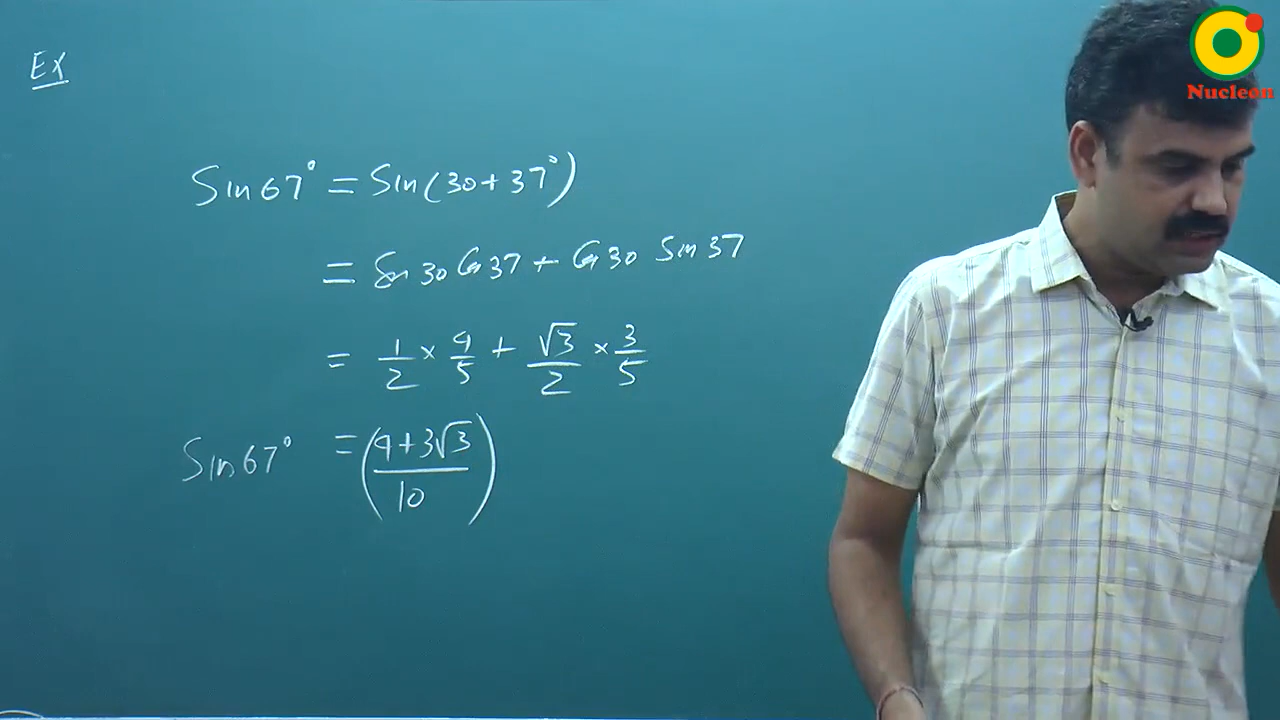 Ex
Nucleon
Sin 67° = Sin(30+37°)
= Sin 30 Cos 37 + Cos 30 Sin 37
= 1/2 × 4/5 + √3/2 × 3/5
Sin 67° = (4+3√3/10)